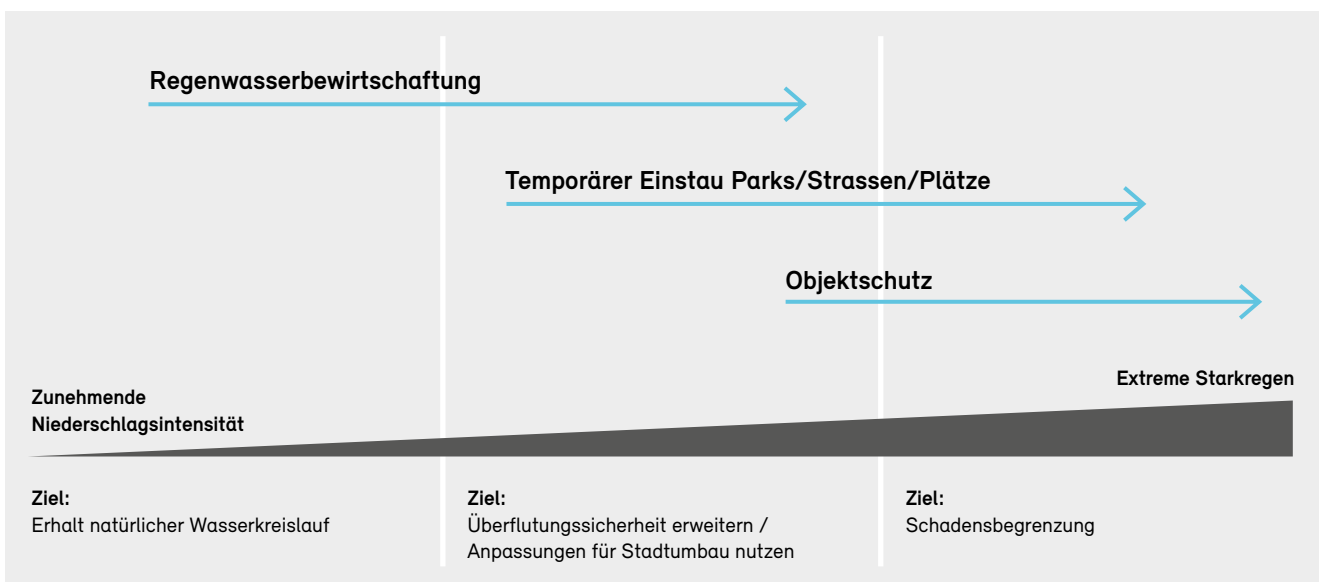 Regenwasserbewirtschaftung
Temporärer Einstau Parks/Strassen/Plätze
Objektschutz
Extreme Starkregen
Zunehmende
Niederschlagsintensität
Ziel:
Erhalt natürlicher Wasserkreislauf
Ziel:
Überflutungssicherheit erweitern /
Anpassungen für Stadtumbau nutzen
Ziel:
Schadensbegrenzung